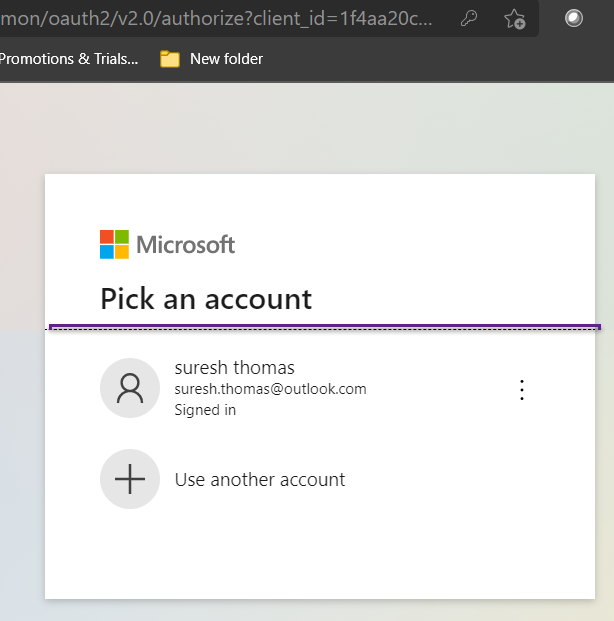 mon/oauth2/v2.0/authorize?client_id=1f4aa20c...
Promotions & Trials...
New folder
Microsoft
Pick an account
suresh thomas
suresh.thomas@outlook.com
Signed in
Use another account